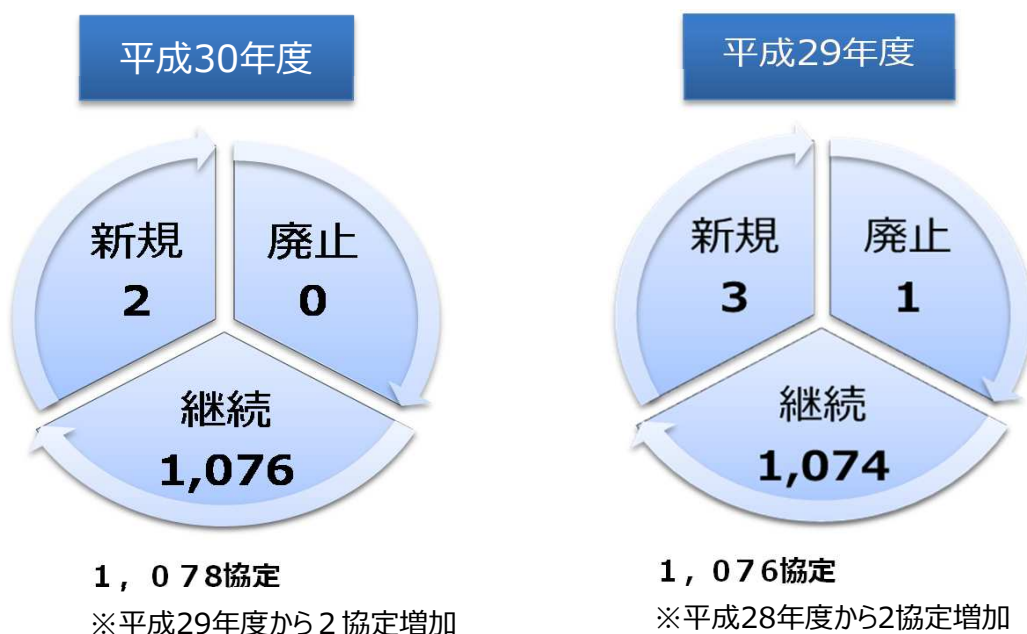 平成30年度
新規
2
廃止
0
継続
1,076
1,０７8協定
※平成29年度から２協定増加
平成29年度
新規
3
廃止
1
継続
1,074
1,０７6協定
※平成28年度から2協定増加